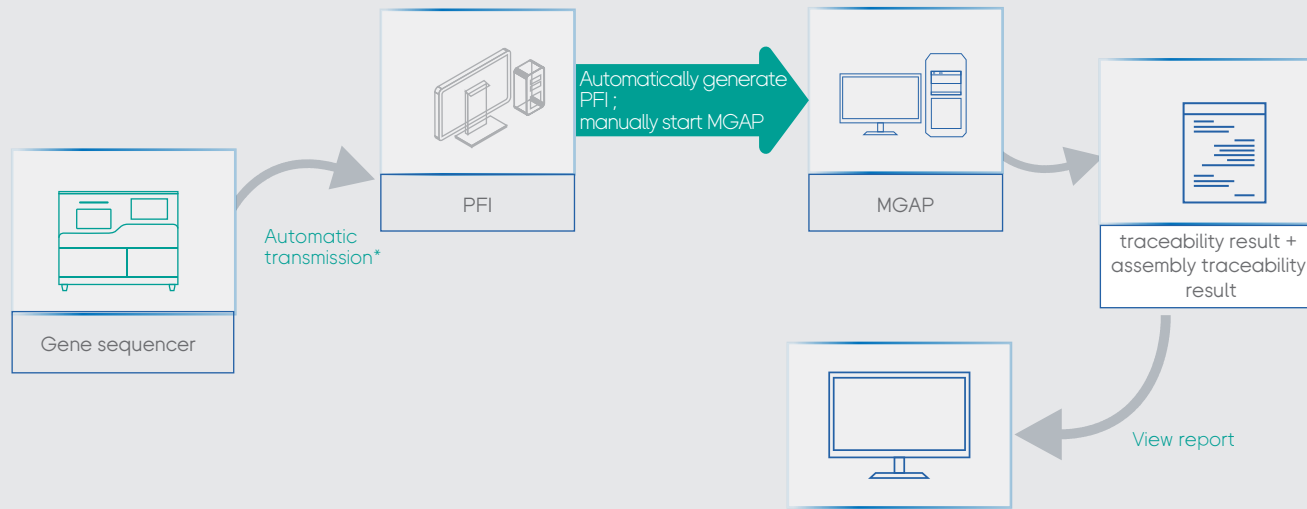 Gene sequencer
Automatic
transmission*
PFI
Automatically generate
PFI ;
manually start MGAP
MGAP
traceability result +
assembly traceability
result
View report